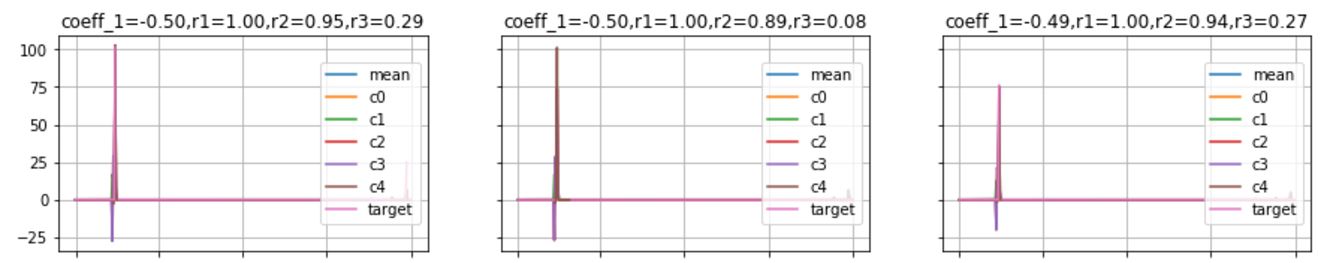 coeff_1=-0.50,r1=1.00,r2=0.95,r3=0.29
100
75
50
25
0
−25
mean
c0
c1
c2
c3
c4
target
coeff_1=-0.50,r1=1.00,r2=0.89,r3=0.08
mean
c0
c1
c2
c3
c4
target
coeff_1=-0.49,r1=1.00,r2=0.94,r3=0.27
mean
c0
c1
c2
c3
c4
target